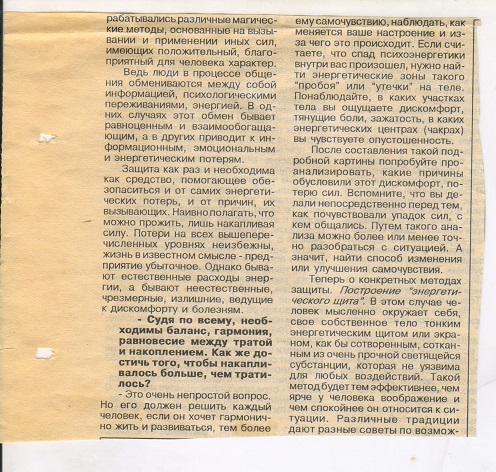 рабатывались различные магичес-
кие методы, основанные на вызы-
вании и применении иных сил,
имеющих положительный, благо-
приятный для человека характер.
Ведь люди в процессе обще-
ния обмениваются между собой
информацией, психологическими
переживаниями, энергией. В од-
них случаях этот обмен бывает
равноценным и взаимообогащаю-
ющим, а в других приводит к ин-
формационным, эмоциональным
и энергетическим потерям.
Защита как раз и необходима
как средство, помогающее обе-
зопаситься и от самих энергети-
ческих потерь, и от причин, их
вызывающих. Наивно полагать, что
можно прожить, лишь накапливая
силу. Потери на всех вышепере-
численных уровнях неизбежны,
жизнь в известном смысле - пред-
приятие убыточное. Однако быва-
ют естественные расходы энер-
гии, а бывают неестественные,
чрезмерные, излишние, ведущие
к дискомфорту и болезням.
- Судя по всему, необ-
ходимы баланс, гармония,
равновесие между тратой
и накоплением. Как же до-
стичь того, чтобы накапли-
валось больше, чем трати-
лось?
- Это очень непростой вопрос.
Но его должен решить каждый
человек, если он хочет гармонич-
но жить и развиваться, тем более
ему самочувствию, наблюдать, как
меняется ваше настроение и из-
за чего это происходит. Если счи-
таете, что спад психоэнергетики
внутри вас произошел, нужно най-
ти энергетические зоны такого
"пробоя" или "утечки" на теле.
Понаблюдайте, в каких участках
тела вы ощущаете дискомфорт,
тянущие боли, зажатость, в каких
энергетических центрах (чакрах)
вы чувствуете опустошенность.
После составления такой под-
робной картины попробуйте про-
анализировать, какие причины
обусловили этот дискомфорт, по-
терю сил. Вспомните, что вы де-
лали непосредственно перед тем,
как почувствовали упадок сил, с
кем общались. Путем такого ана-
лиза можно более или менее точ-
но разобраться с ситуацией. А
значит, найти способ изменения
или улучшения самочувствия.
Теперь о конкретных методах
защиты. Построение "энергети-
ческого щита". В этом случае че-
ловек мысленно окружает себя,
свое собственное тело тонким
энергетическим щитом или экра-
ном, как бы сотворенным, соткан-
ным из очень прочной светящейся
субстанции, которая не уязвима
для любых воздействий. Такой
метод будет тем эффективнее, чем
ярче у человека воображение и
чем спокойнее он относится к си-
туации. Различные традиции
дают разные советы по возмож-